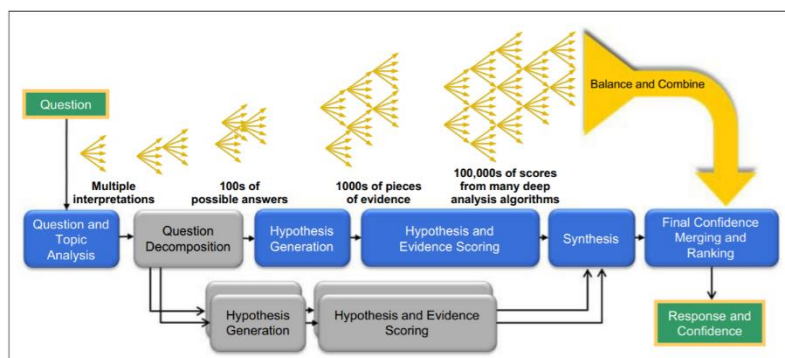 Question
Balance and Combine
Multiple
interpretations
100s of
possible answers
1000s of pieces
of evidence
100,000s of scores
from many deep
analysis algorithms
Question and
Topic
Analysis
Question
Decomposition
Hypothesis
Generation
Hypothesis and
Evidence Scoring
Synthesis
Final Confidence
Merging and
Ranking
Hypothesis
Generation
Hypothesis and Evidence
Scoring
Response and
Confidence